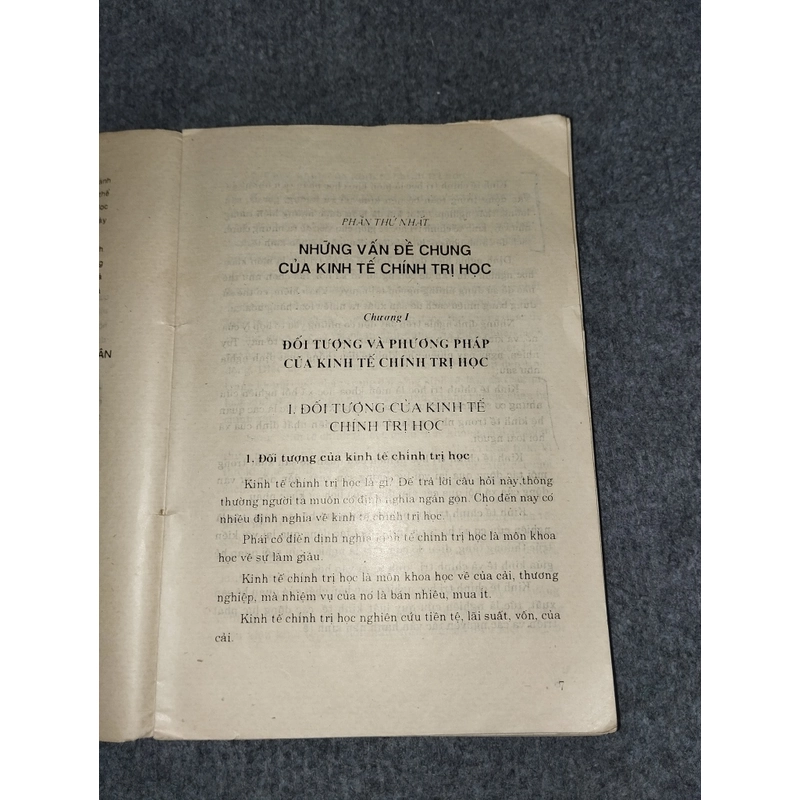 PHẦN THỨ NHẤT
NHỮNG VẤN ĐỀ CHUNG
CỦA KINH TẾ CHÍNH TRỊ HỌC
Chương I
ĐỐI TƯỢNG VÀ PHƯƠNG PHÁP
CỦA KINH TẾ CHÍNH TRỊ HỌC
I. ĐỐI TƯỢNG CỦA KINH TẾ
CHÍNH TRỊ HỌC
1. Đối tượng của kinh tế chính trị học
Kinh tế chính trị học là gì? Để trả lời câu hỏi này, thông
thường người ta muốn có định nghĩa ngắn gọn. Cho đến nay có
nhiều định nghĩa về kinh tế chính trị học.
Phái cổ điển định nghĩa kinh tế chính trị học là môn khoa
học về sự làm giàu.
Kinh tế chính trị học là môn khoa học về của cải, thương
nghiệp, mà nhiệm vụ của nó là bán nhiều, mua ít.
Kinh tế chính trị học nghiên cứu tiền tệ, lãi suất, vốn, của
cải.
7